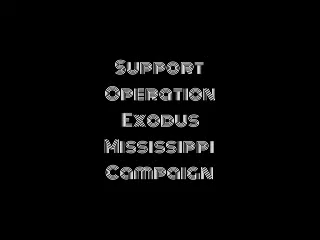 Support
Operation
Exodus
Mississippi
Campaign